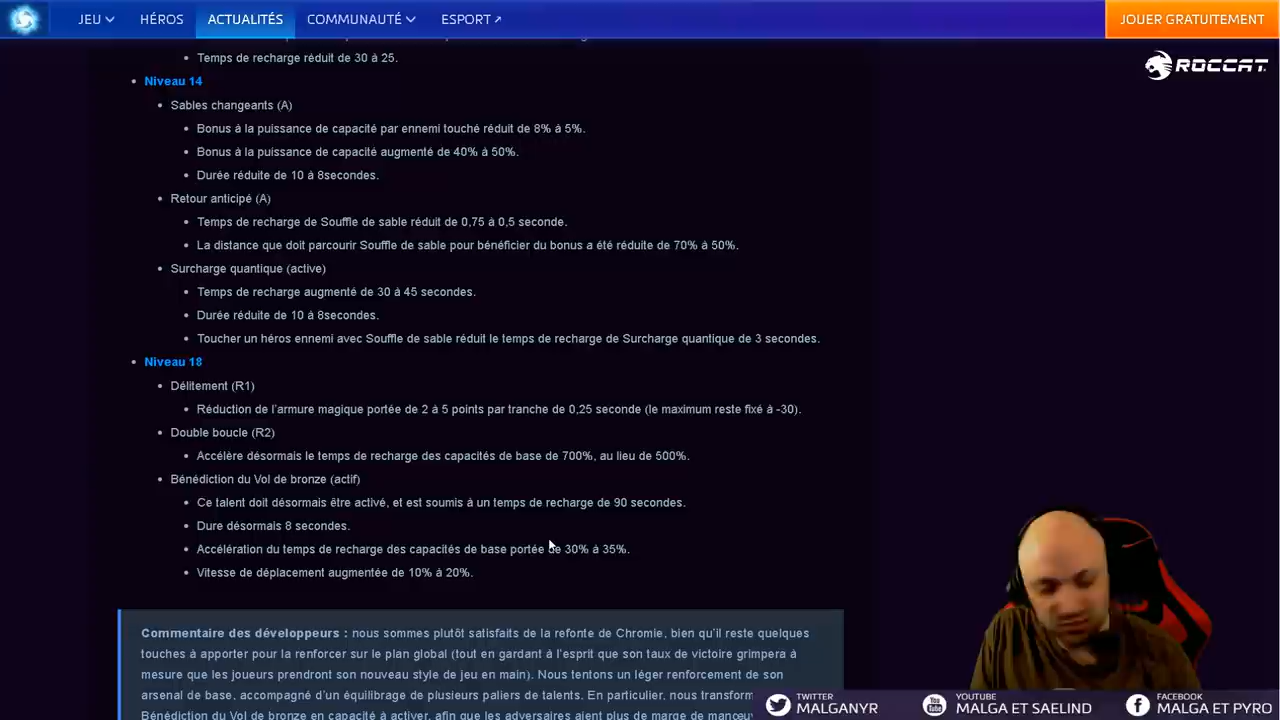 JEU HÉROS ACTUALITÉS COMMUNAUTÉ ESPORT JOUER GRATUITEMENT
Temps de recharge réduit de 30 à 25.
ROCCAT
Niveau 14
Sables changeants (A)
Bonus à la puissance de capacité par ennemi touché réduit de 8% à 5%.
Bonus à la puissance de capacité augmenté de 40% à 50%.
Durée réduite de 10 à 8secondes.
Retour anticipé (A)
Temps de recharge de Souffle de sable réduit de 0,75 à 0,5 seconde.
La distance que doit parcourir Souffle de sable pour bénéficier du bonus a été réduite de 70% à 50%.
Surcharge quantique (active)
Temps de recharge augmenté de 30 à 45 secondes.
Durée réduite de 10 à 8secondes.
Toucher un héros ennemi avec Souffle de sable réduit le temps de recharge de Surcharge quantique de 3 secondes.
Niveau 18
Délitement (R1)
Réduction de l'armure magique portée de 2 à 5 points par tranche de 0,25 seconde (le maximum reste fixé à -30).
Double boucle (R2)
Accélère désormais le temps de recharge des capacités de base de 700%, au lieu de 500%.
Bénédiction du Vol de bronze (actif)
Ce talent doit désormais être activé, et est soumis à un temps de recharge de 90 secondes.
Dure désormais 8 secondes.
Accélération du temps de recharge des capacités de base portée de 30% à 35%.
Vitesse de déplacement augmentée de 10% à 20%.
Commentaire des développeurs : nous sommes plutôt satisfaits de la refonte de Chromie, bien qu'il reste quelques
touches à apporter pour la renforcer sur le plan global (tout en gardant à l'esprit que son taux de victoire grimpera à
mesure que les joueurs prendront son nouveau style de jeu en main). Nous tentons un léger renforcement de son
arsenal de base, accompagné d'un équilibrage de plusieurs paliers de talents. En particulier, nous transform
Bénédiction du Vol de bronze en capacité à activer, afin que les adversaires aient plus de marge de manœuv
TWITTER
MALGANYR
YOUTUBE
MALGA ET SAELIND
FACEBOOK
MALGA ET PYRO